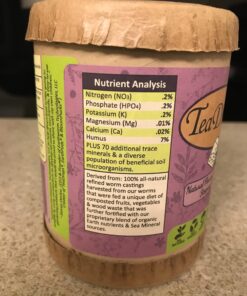 Nutrient Analysis
Nitrogen (NO₃) .2%
Phosphate (HPO₄) .2%
Potassium (K) .2%
Magnesium (Mg) .01%
Calcium (Ca) .02%
Humus 7%
PLUS 70 additional trace
minerals & a diverse
population of beneficial soil
microorganisms.
Derived from: 100% all-natural
refined worm castings
harvested from our worms
that were fed a unique diet of
composted fruits, vegetables
& wood waste that was
further fortified with our
proprietary blend of organic
Earth nutrients & Sea Mineral
sources.
Tea
Natural